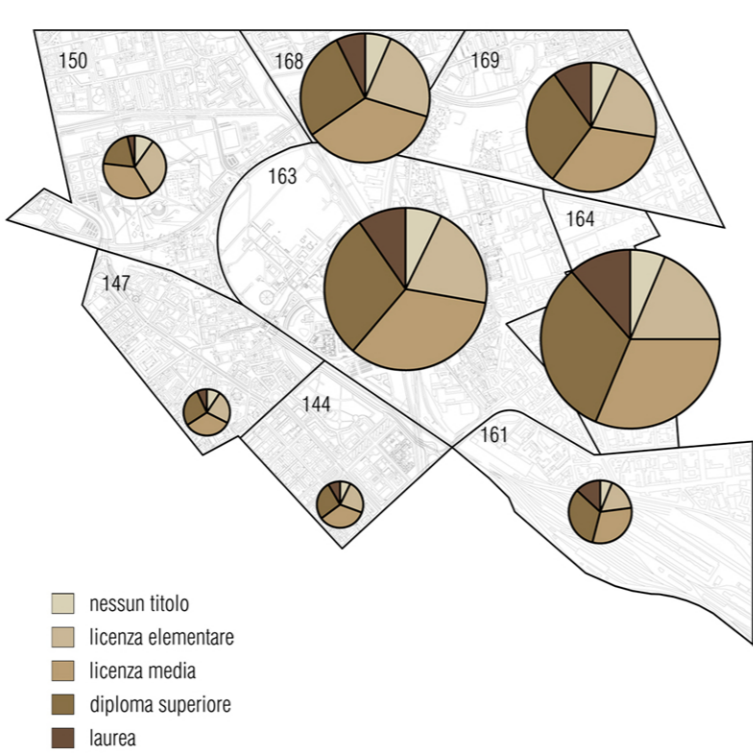 150
168
169
163
164
147
144
161
nessun titolo
licenza elementare
licenza media
diploma superiore
laurea